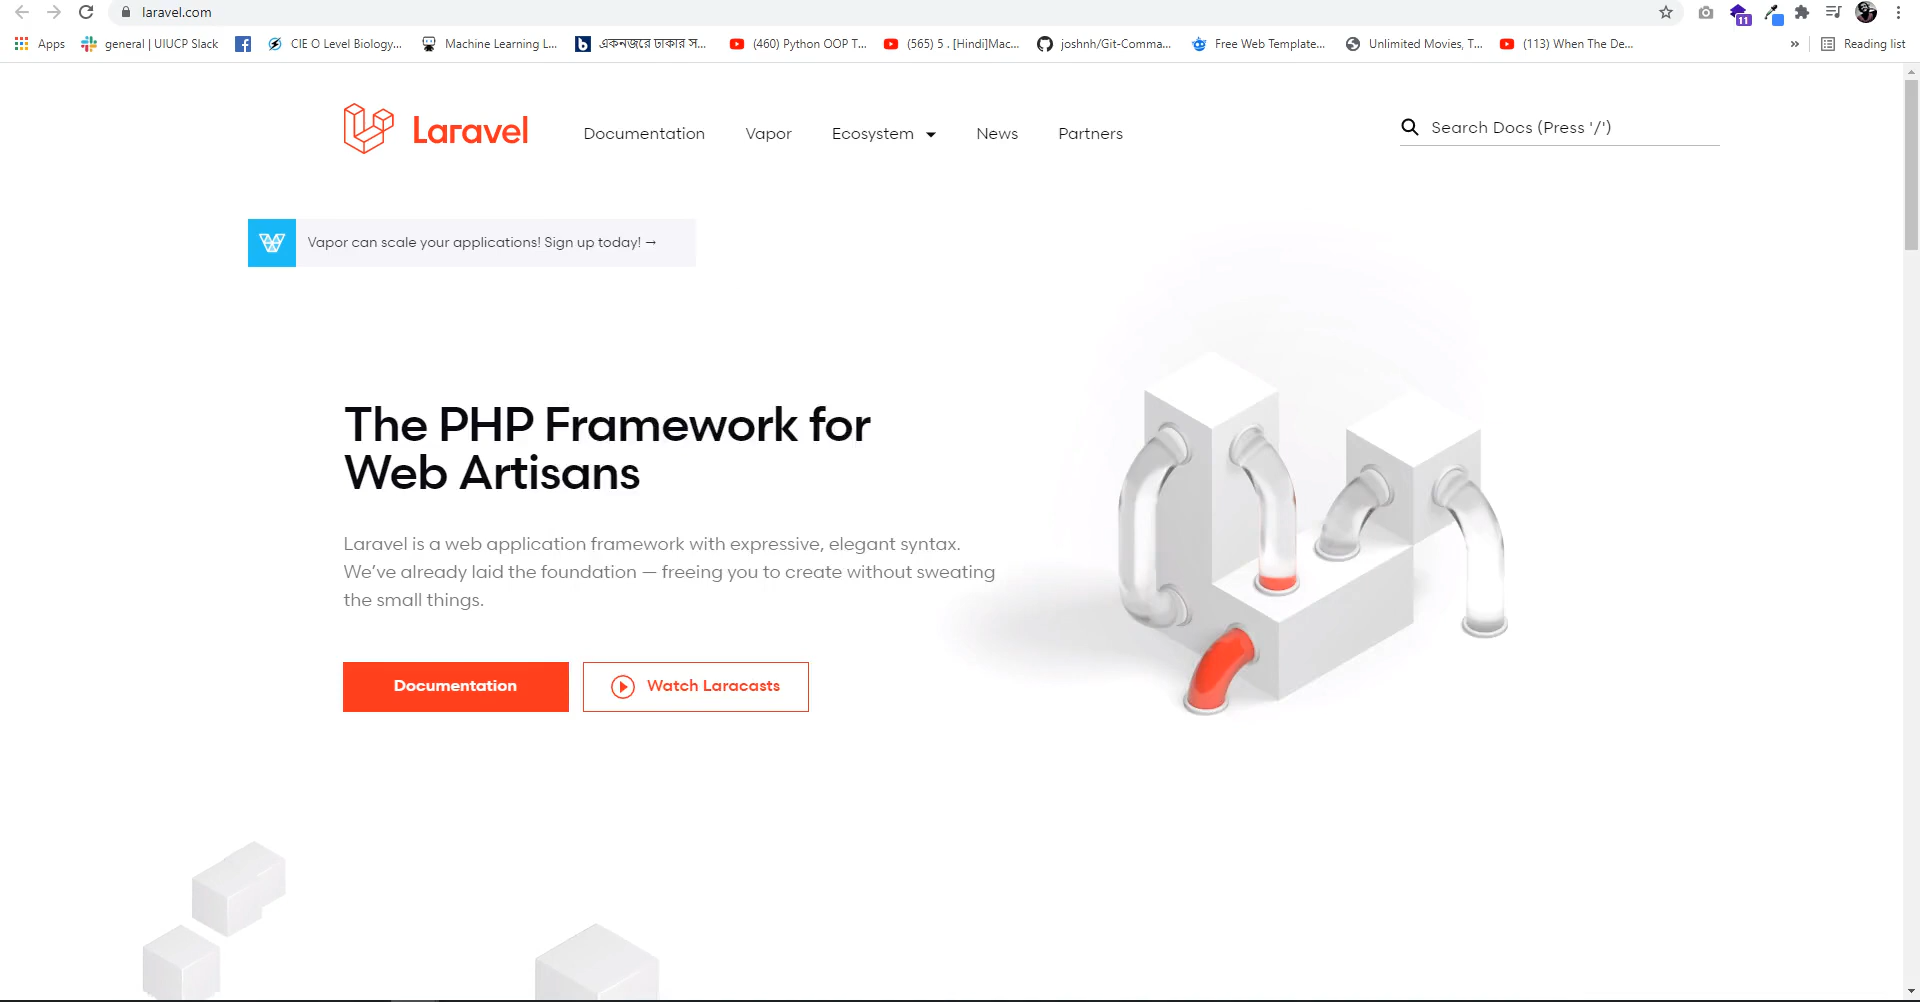 laravel.com
11
Apps
general | UIUCP Slack
CIE O Level Biology...
Machine Learning L...
একনজরে ঢাকার স...
(460) Python OOP T...
(565) 5 . [Hindi]Mac...
joshnh/Git-Comma...
Free Web Template...
Unlimited Movies, T...
(113) When The De...
»
Reading list
Laravel
Documentation
Vapor
Ecosystem
News
Partners
Search Docs (Press '/')
Vapor can scale your applications! Sign up today! →
The PHP Framework for
Web Artisans
Laravel is a web application framework with expressive, elegant syntax.
We’ve already laid the foundation — freeing you to create without sweating
the small things.
Documentation
Watch Laracasts